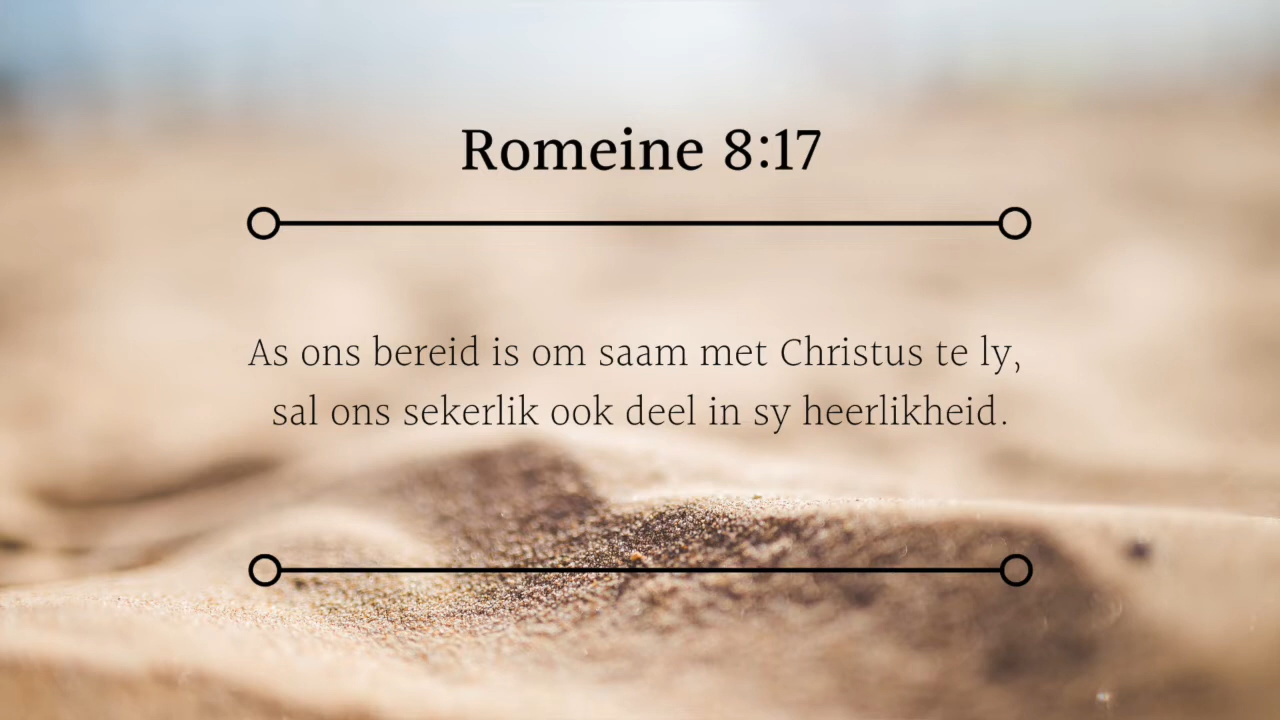 Romeine 8:17
As ons bereid is om saam met Christus te ly,
sal ons sekerlik ook deel in sy heerlikheid.